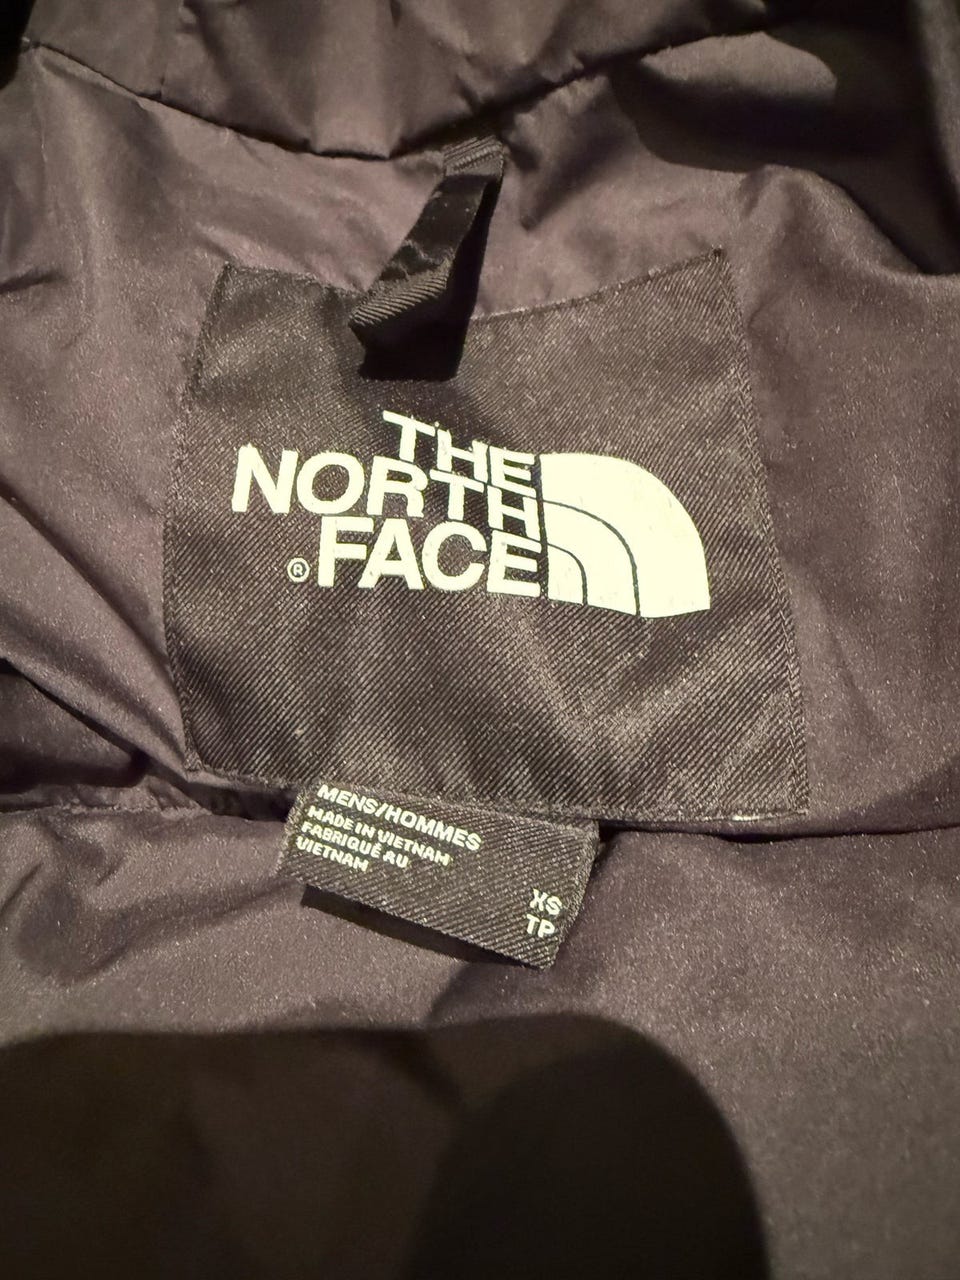 THE
NORTH
® FACE
MENS/HOMMES
MADE IN VIETNAM
FABRIQUÉ AU
VIETNAM
XS
TP